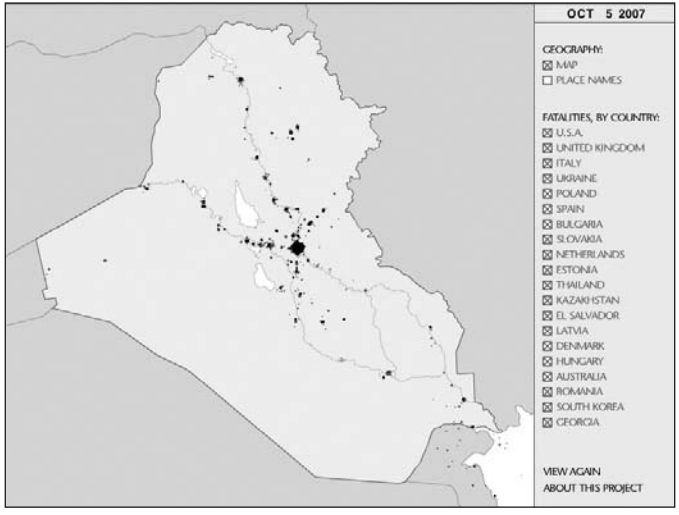 OCT 5 2007
GEOGRAPHY:
MAP
PLACE NAMES
FATALITIES, BY COUNTRY:
U.S.A.
UNITED KINGDOM
ITALY
UKRAINE
POLAND
SPAIN
BULGARIA
SLOVAKIA
NETHERLANDS
ESTONIA
THAILAND
KAZAKHSTAN
EL SALVADOR
LATVIA
DENMARK
HUNGARY
AUSTRALIA
ROMANIA
SOUTH KOREA
GEORGIA
VIEW AGAIN
ABOUT THIS PROJECT